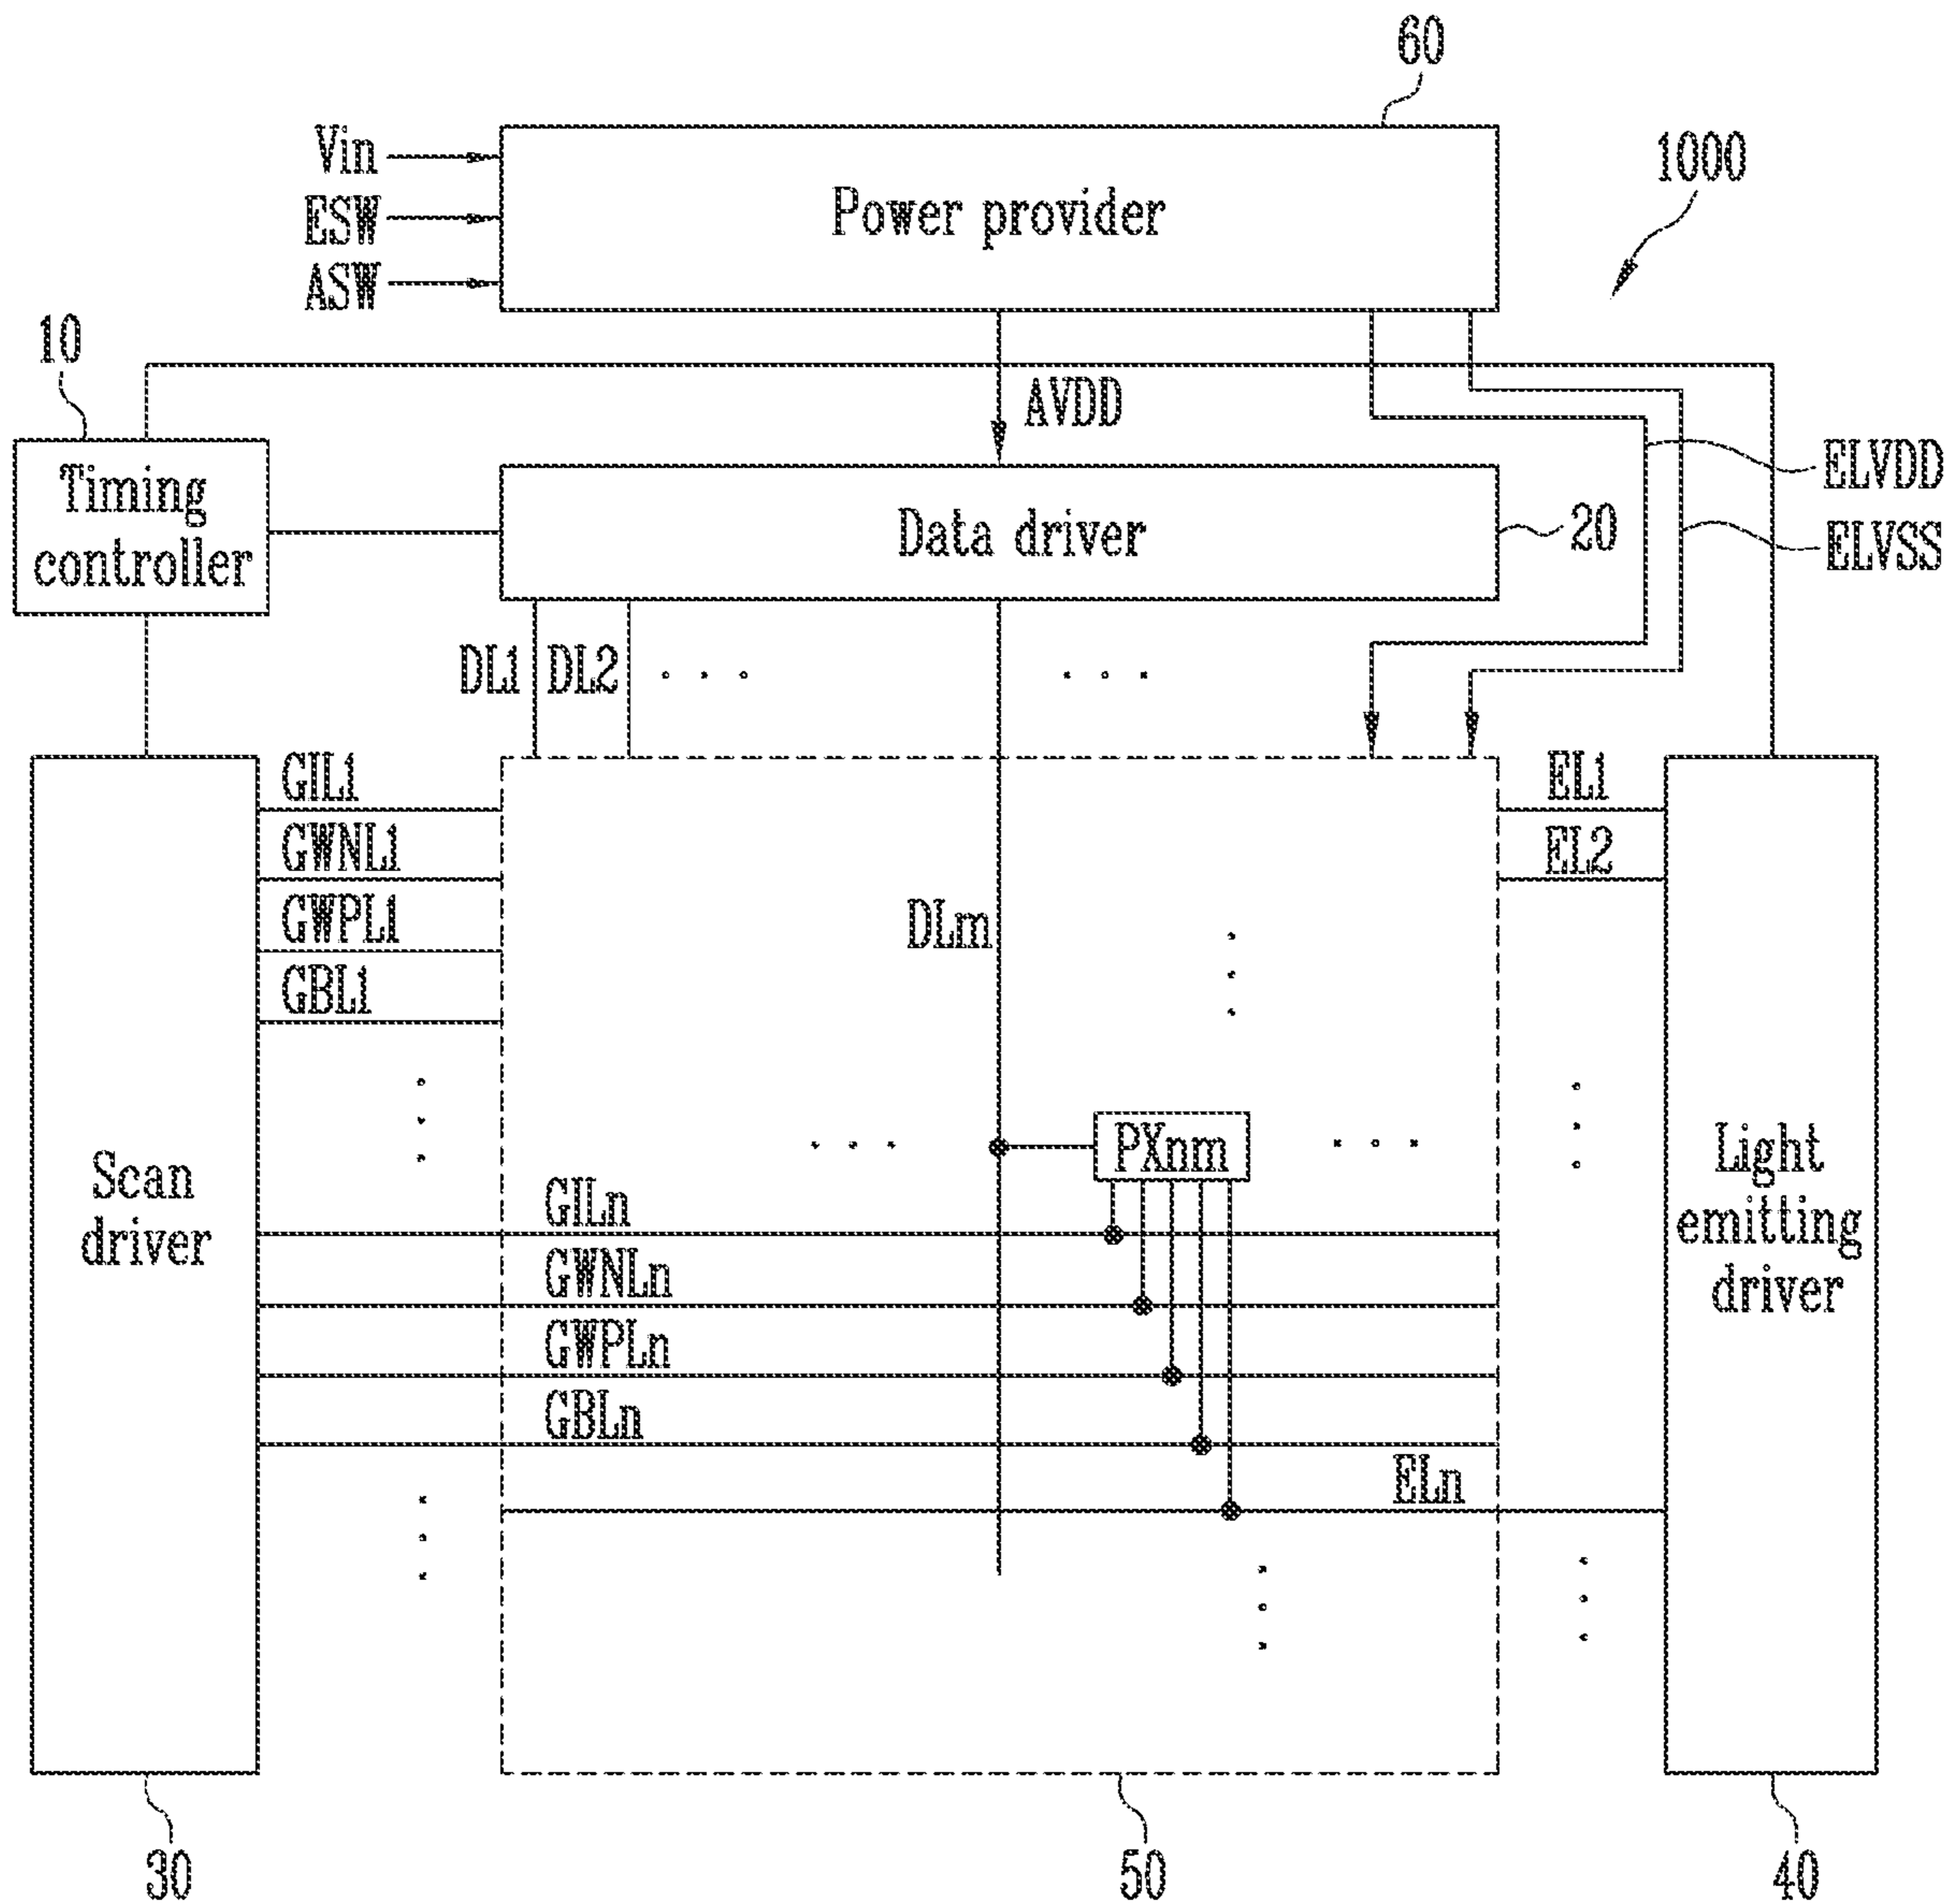 60
Vin
ESW
ASW
Power provider
1000
10
AVDD
Timing
controller
Data driver
20
ELVDD
ELVSS
DL1
DL2
GIL1
GWNL1
GWPL1
GBL1
EL1
EL2
DLm
PXnm
Scan
driver
Light
emitting
driver
GILn
GWNLn
GWPLn
GBLn
ELn
30
50
40